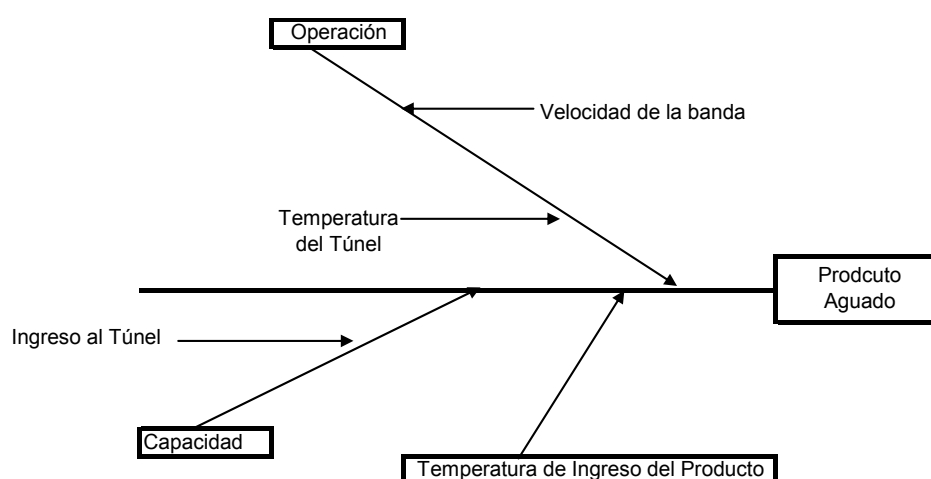 Operación
Velocidad de la banda
Temperatura
del Túnel
Prodcuto
Aguado
Ingreso al Túnel
Capacidad
Temperatura de Ingreso del Producto